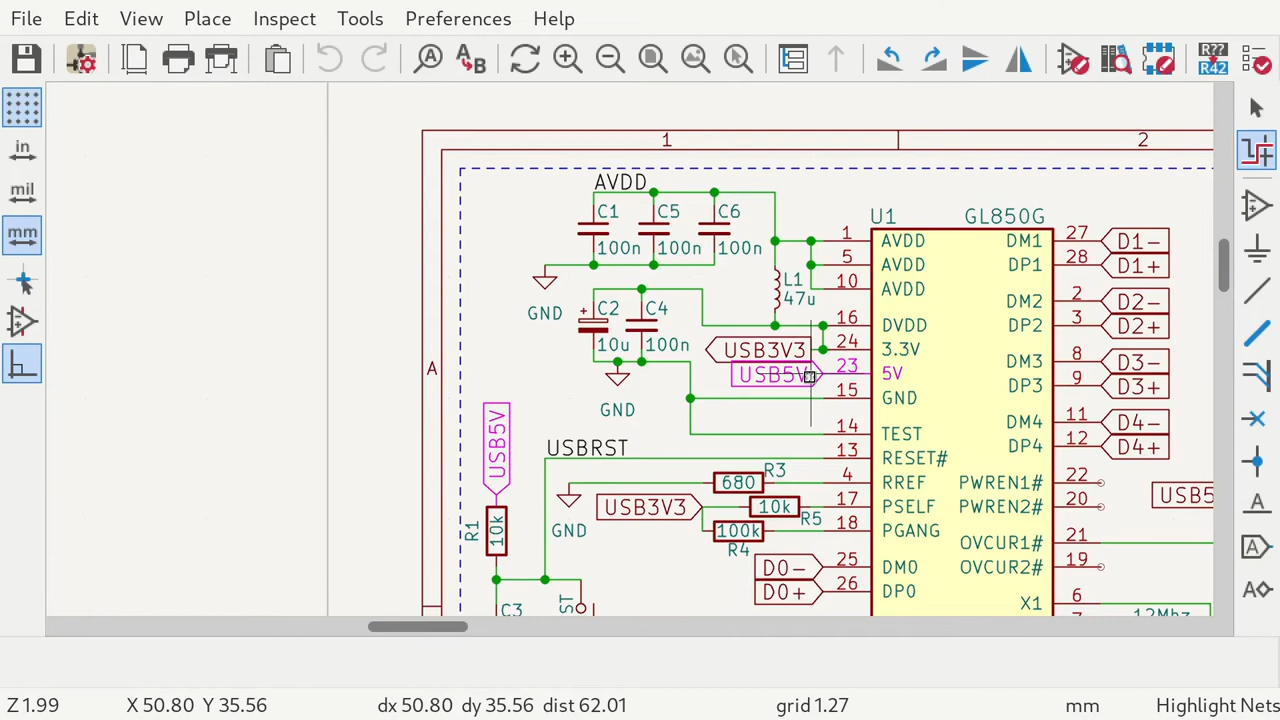 File Edit View Place Inspect Tools Preferences Help
A A B R?? R42
in
mil
mm
1 2
A
AVDD
C1 C5 C6
100n 100n 100n
GND
C2 C4
+
10u 100n
GND
L1
47u
USB3V3
USB5V
USB5V
R1
10k
USBRST
680 R3
GND
USB3V3
10k R5
100k
R4
D0-
D0+
C3
ST
U1 GL850G
1 AVDD DM1 27 D1-
5 AVDD DP1 28 D1+
10 AVDD
DM2 2 D2-
16 DVDD DP2 3 D2+
24 3.3V
23 5V DM3 8 D3-
15 GND DP3 9 D3+
DM4 11 D4-
14 TEST DP4 12 D4+
13 RESET#
4 RREF PWREN1# 22
17 PSELF PWREN2# 20
18 PGANG
OVCUR1# 21
25 DM0 OVCUR2# 19
26 DP0
X1 6
USB5
A
A
A
Z 1.99 X 50.80 Y 35.56 dx 50.80 dy 35.56 dist 62.01 grid 1.27 mm Highlight Nets